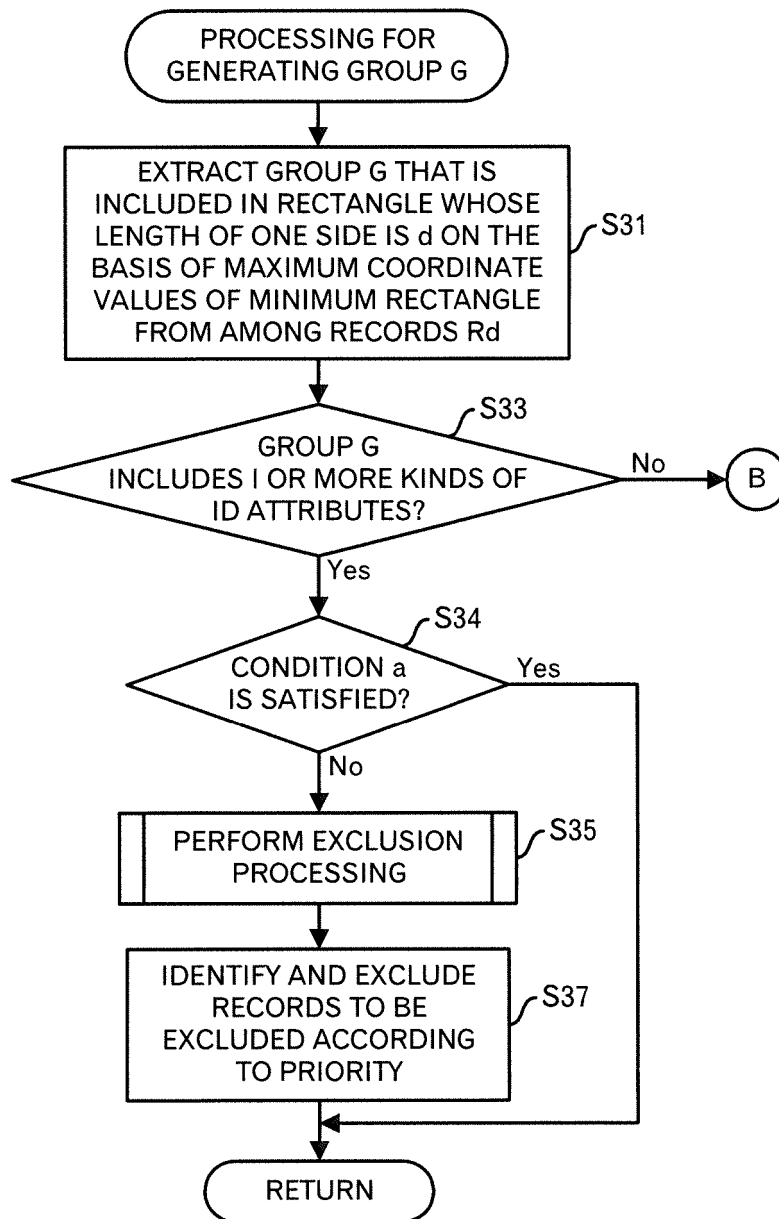 PROCESSING FOR
GENERATING GROUP G
EXTRACT GROUP G THAT IS
INCLUDED IN RECTANGLE WHOSE
LENGTH OF ONE SIDE IS d ON THE
BASIS OF MAXIMUM COORDINATE
VALUES OF MINIMUM RECTANGLE
FROM AMONG RECORDS Rd
S31
S33
GROUP G
INCLUDES l OR MORE KINDS OF
ID ATTRIBUTES?
No
B
Yes
S34
CONDITION a
IS SATISFIED?
Yes
No
PERFORM EXCLUSION
PROCESSING
S35
IDENTIFY AND EXCLUDE
RECORDS TO BE
EXCLUDED ACCORDING
TO PRIORITY
S37
RETURN